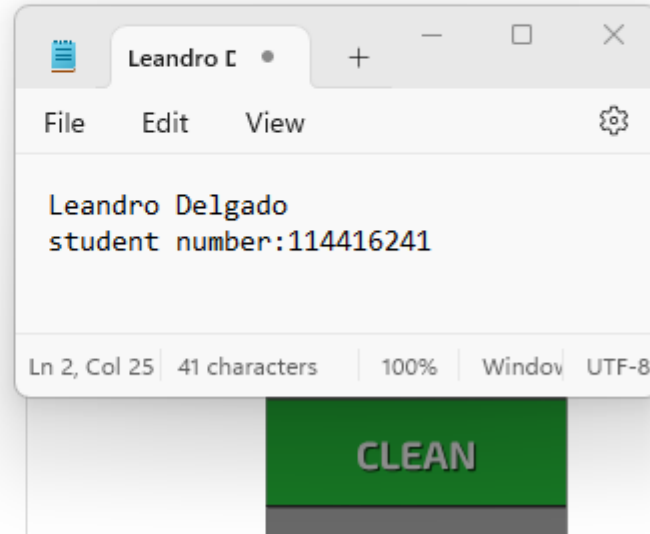 Leandro D
File Edit View
Leandro Delgado
student number:114416241
Ln 2, Col 25 41 characters 100% Window UTF-8
CLEAN